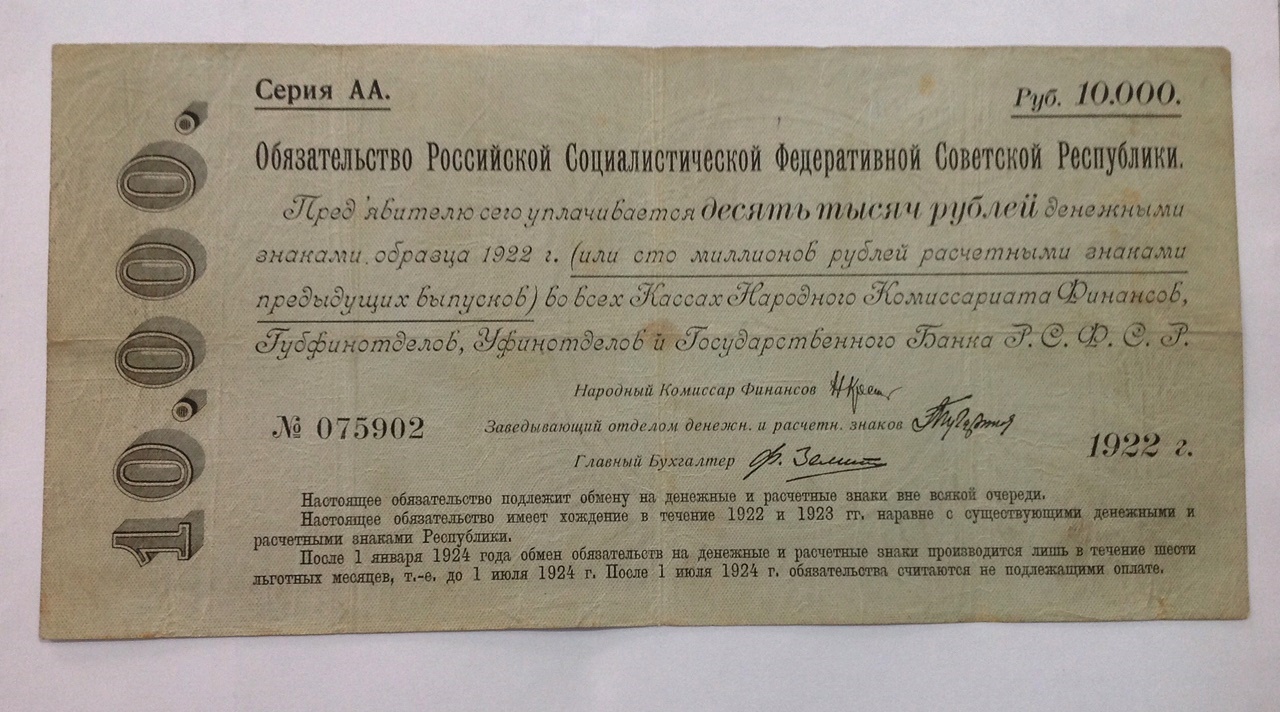 Серия АА.
Руб. 10.000.
10.000.
Обязательство Российской Социалистической Федеративной Советской Республики.
Пред'явителю сего уплачивается десять тысяч рублей денежными
знаками образца 1922 г. (или сто миллионов рублей расчетными знаками
предыдущих выпусков) во всех Кассах Народного Комиссариата Финансов,
Губфинотделов, Уфинотделов и Государственного Банка Р. С. Ф. С. Р.
Народный Комиссар Финансов
№ 075902
Заведывающий отделом денежн. и расчетн. знаков
1922 г.
Главный Бухгалтер
Настоящее обязательство подлежит обмену на денежные и расчетные знаки вне всякой очереди.
Настоящее обязательство имеет хождение в течение 1922 и 1923 гг. наравне с существующими денежными и
расчетными знаками Республики.
После 1 января 1924 года обмен обязательств на денежные и расчетные знаки производится лишь в течение шести
льготных месяцев, т.-е. до 1 июля 1924 г. После 1 июля 1924 г. обязательства считаются не подлежащими оплате.